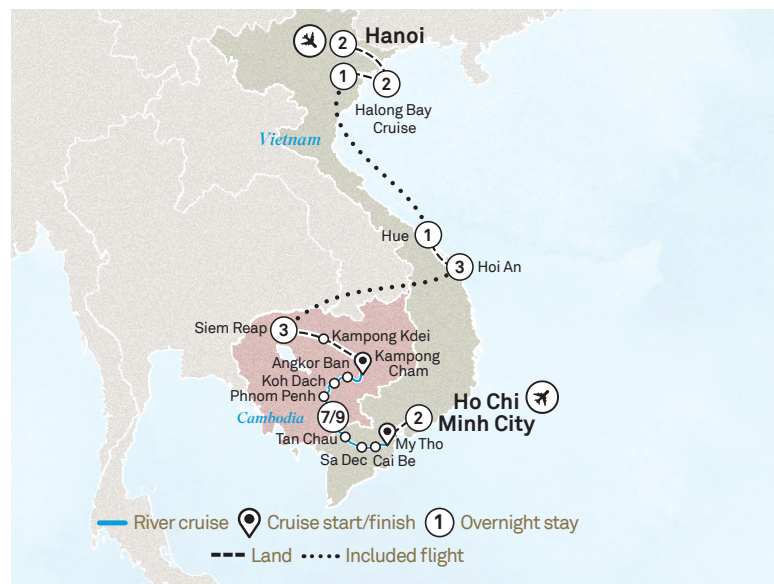 2
Hanoi
1
2
Halong Bay
Cruise
Vietnam
Hue
1
3
Hoi An
Siem Reap
3
Kampong Kdei
Angkor Ban
Kampong
Cham
Koh Dach
Phnom Penh
Cambodia
7/9
2
Ho Chi
Minh City
Tan Chau
My Tho
Sa Dec
Cai Be
River cruise
Cruise start/finish
1
Overnight stay
Land
Included flight